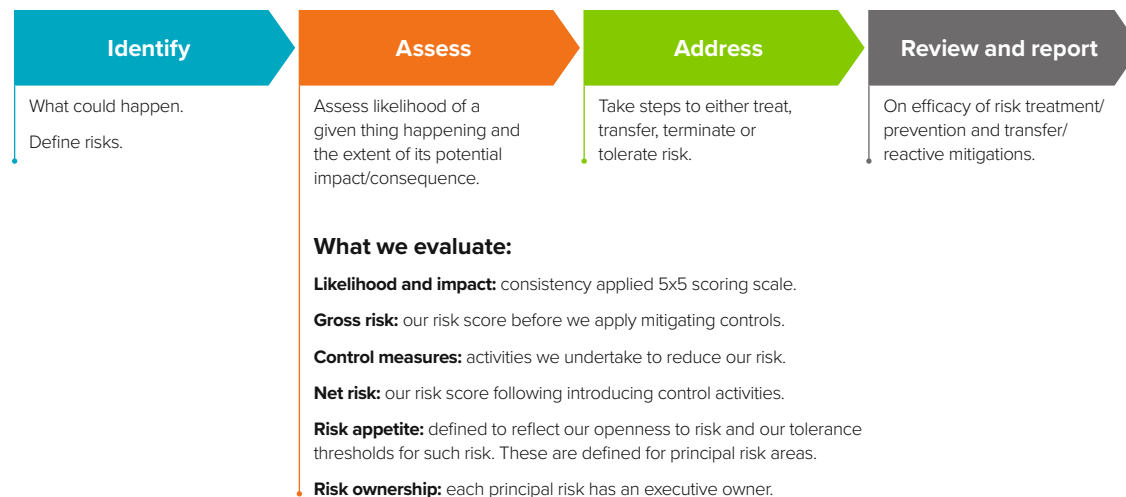 Identify
What could happen.
Define risks.
Assess
Assess likelihood of a
given thing happening and
the extent of its potential
impact/consequence.
What we evaluate:
Likelihood and impact: consistency applied 5x5 scoring scale.
Gross risk: our risk score before we apply mitigating controls.
Control measures: activities we undertake to reduce our risk.
Net risk: our risk score following introducing control activities.
Risk appetite: defined to reflect our openness to risk and our tolerance
thresholds for such risk. These are defined for principal risk areas.
Risk ownership: each principal risk has an executive owner.
Address
Take steps to either treat,
transfer, terminate or
tolerate risk.
Review and report
On efficacy of risk treatment/
prevention and transfer/
reactive mitigations.